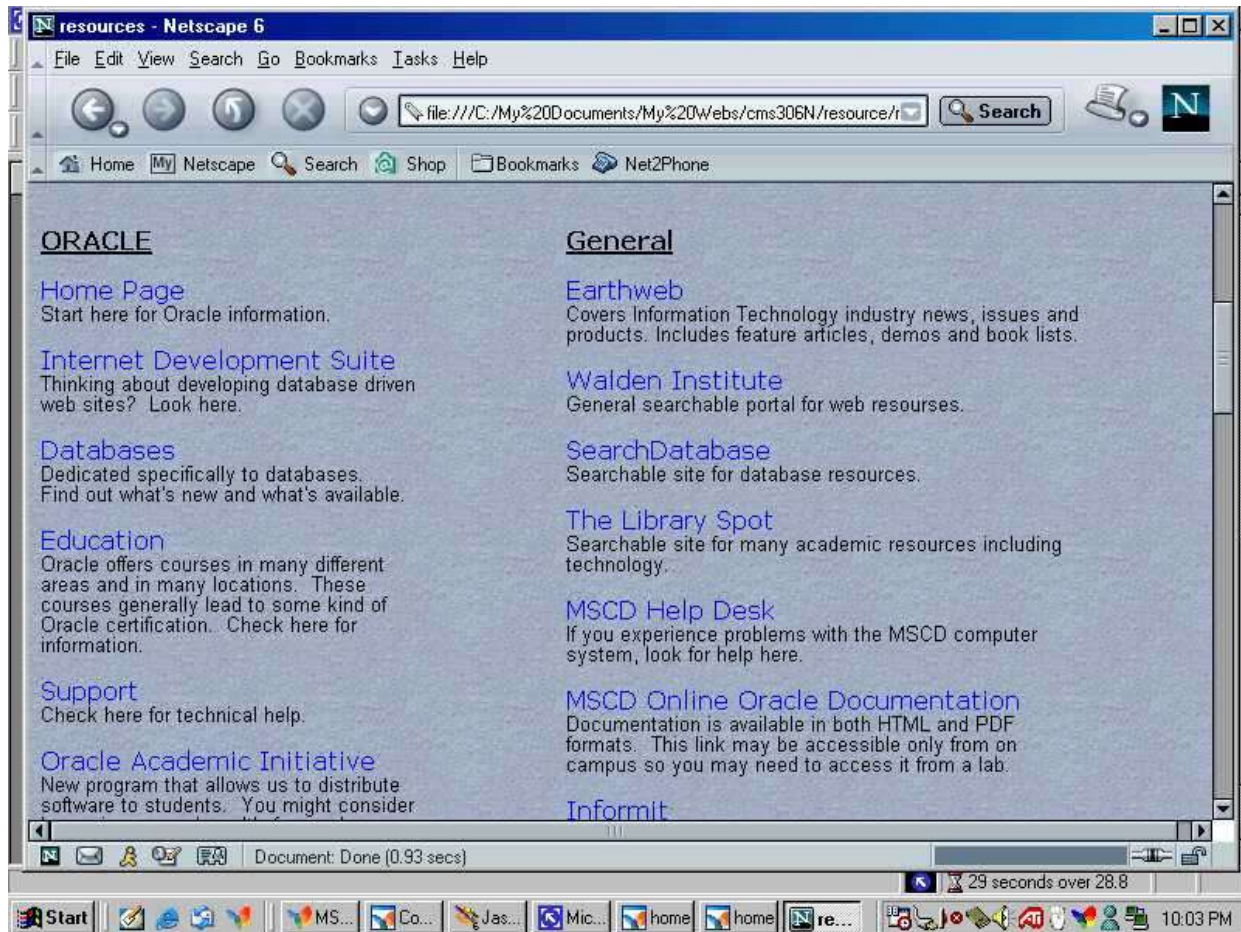 resources - Netscape 6
File Edit View Search Go Bookmarks Tasks Help
file:///C:/My%20Documents/My%20Webs/cms306N/resource/r
Search
N
Home My Netscape Search Shop Bookmarks Net2Phone
ORACLE
Home Page
Start here for Oracle information.
Internet Development Suite
Thinking about developing database driven
web sites? Look here.
Databases
Dedicated specifically to databases.
Find out what's new and what's available.
Education
Oracle offers courses in many different
areas and in many locations. These
courses generally lead to some kind of
Oracle certification. Check here for
information.
Support
Check here for technical help.
Oracle Academic Initiative
New program that allows us to distribute
software to students. You might consider
General
Earthweb
Covers Information Technology industry news, issues and
products. Includes feature articles, demos and book lists.
Walden Institute
General searchable portal for web resourses.
SearchDatabase
Searchable site for database resources.
The Library Spot
Searchable site for many academic resources including
technology.
MSCD Help Desk
If you experience problems with the MSCD computer
system, look for help here.
MSCD Online Oracle Documentation
Documentation is available in both HTML and PDF
formats. This link may be accessible only from on
campus so you may need to access it from a lab.
Informit
Document: Done (0.93 secs)
29 seconds over 28.8
Start MS... Co... Jas... Mic... home home re... 10:03 PM